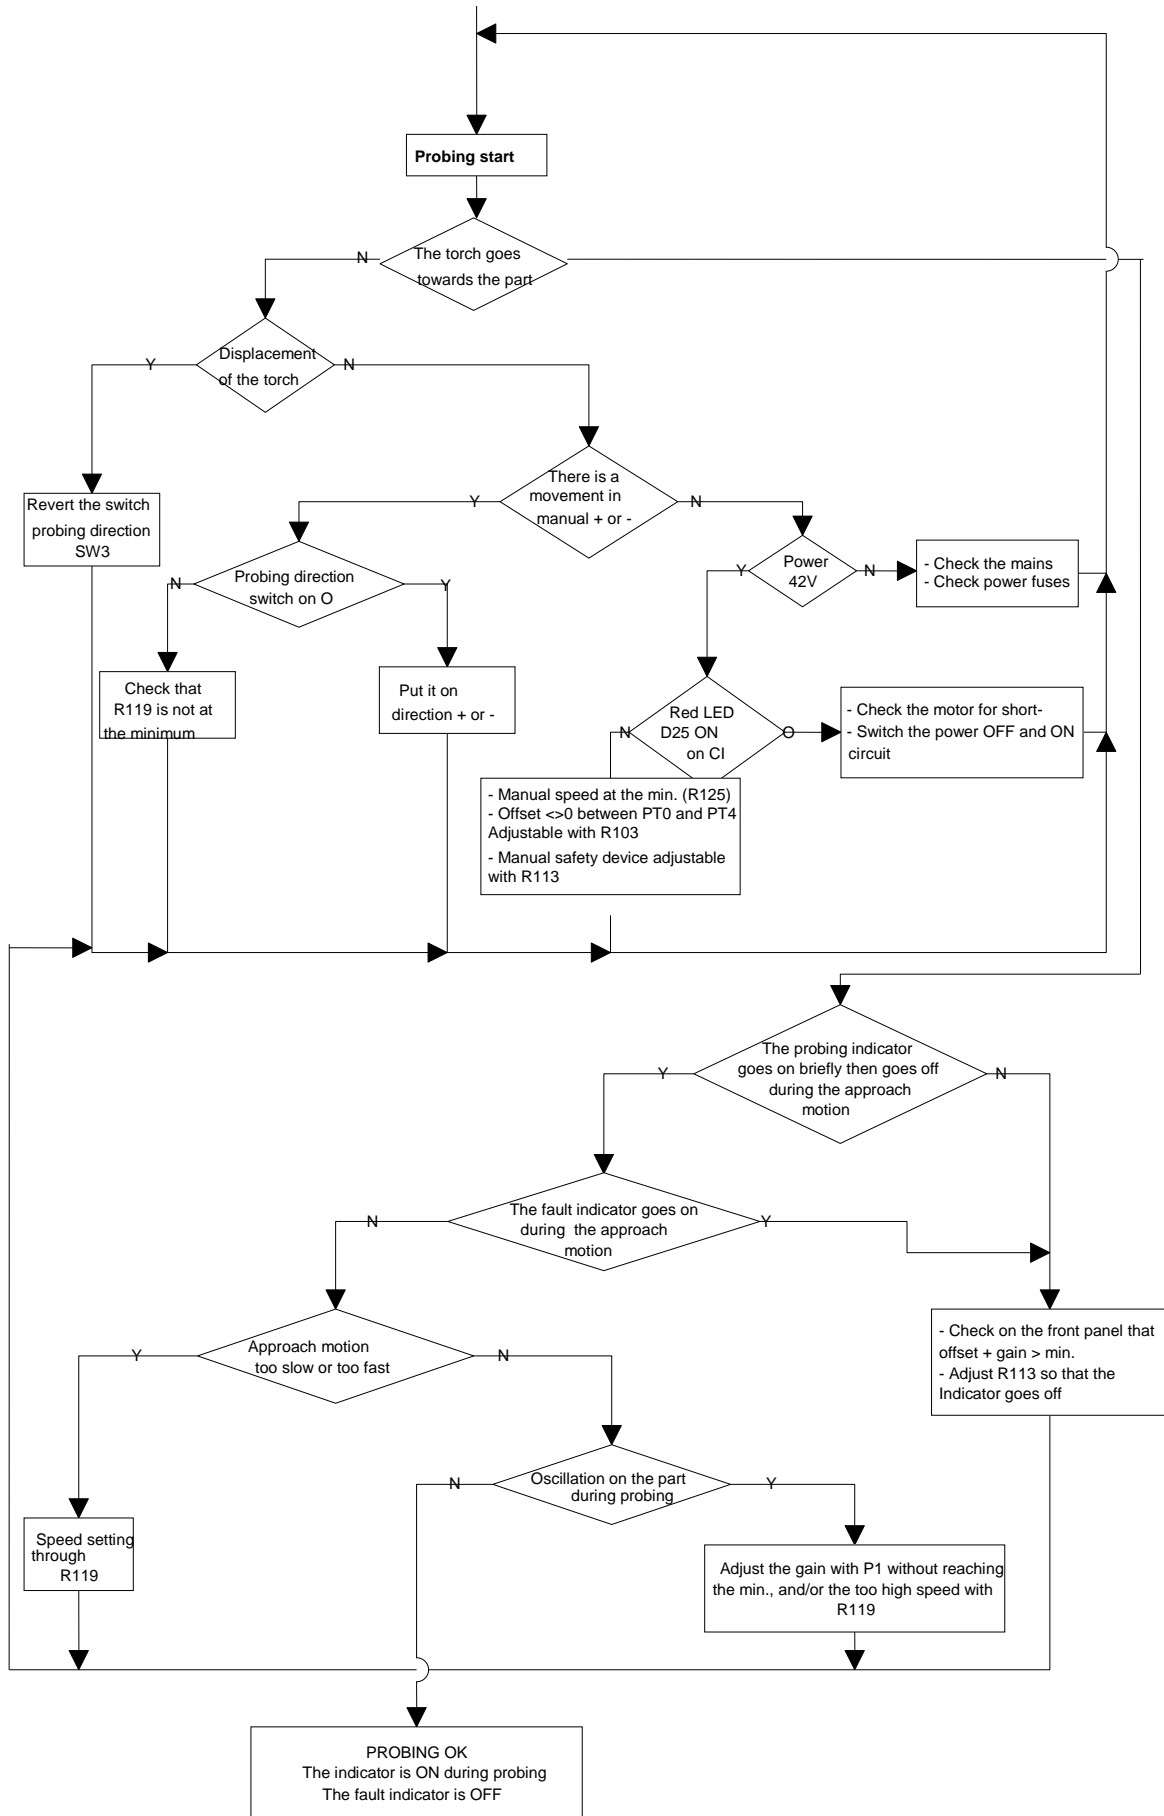 Probing start
The torch goes
towards the part
N
Displacement
of the torch
Y
N
There is a
movement in
manual + or -
Y
N
Revert the switch
probing direction
SW3
Probing direction
switch on O
N
Y
Power
42V
Y
N
- Check the mains
- Check power fuses
Check that
R119 is not at
the minimum
Put it on
direction + or -
Red LED
D25 ON
on CI
N
O
- Check the motor for short-
- Switch the power OFF and ON
circuit
- Manual speed at the min. (R125)
- Offset <>0 between PT0 and PT4
Adjustable with R103
- Manual safety device adjustable
with R113
The probing indicator
goes on briefly then goes off
during the approach
motion
Y
N
The fault indicator goes on
during the approach
motion
N
Y
Approach motion
too slow or too fast
Y
N
- Check on the front panel that
offset + gain > min.
- Adjust R113 so that the
Indicator goes off
Oscillation on the part
during probing
N
Y
Speed setting
through
R119
Adjust the gain with P1 without reaching
the min., and/or the too high speed with
R119
PROBING OK
The indicator is ON during probing
The fault indicator is OFF